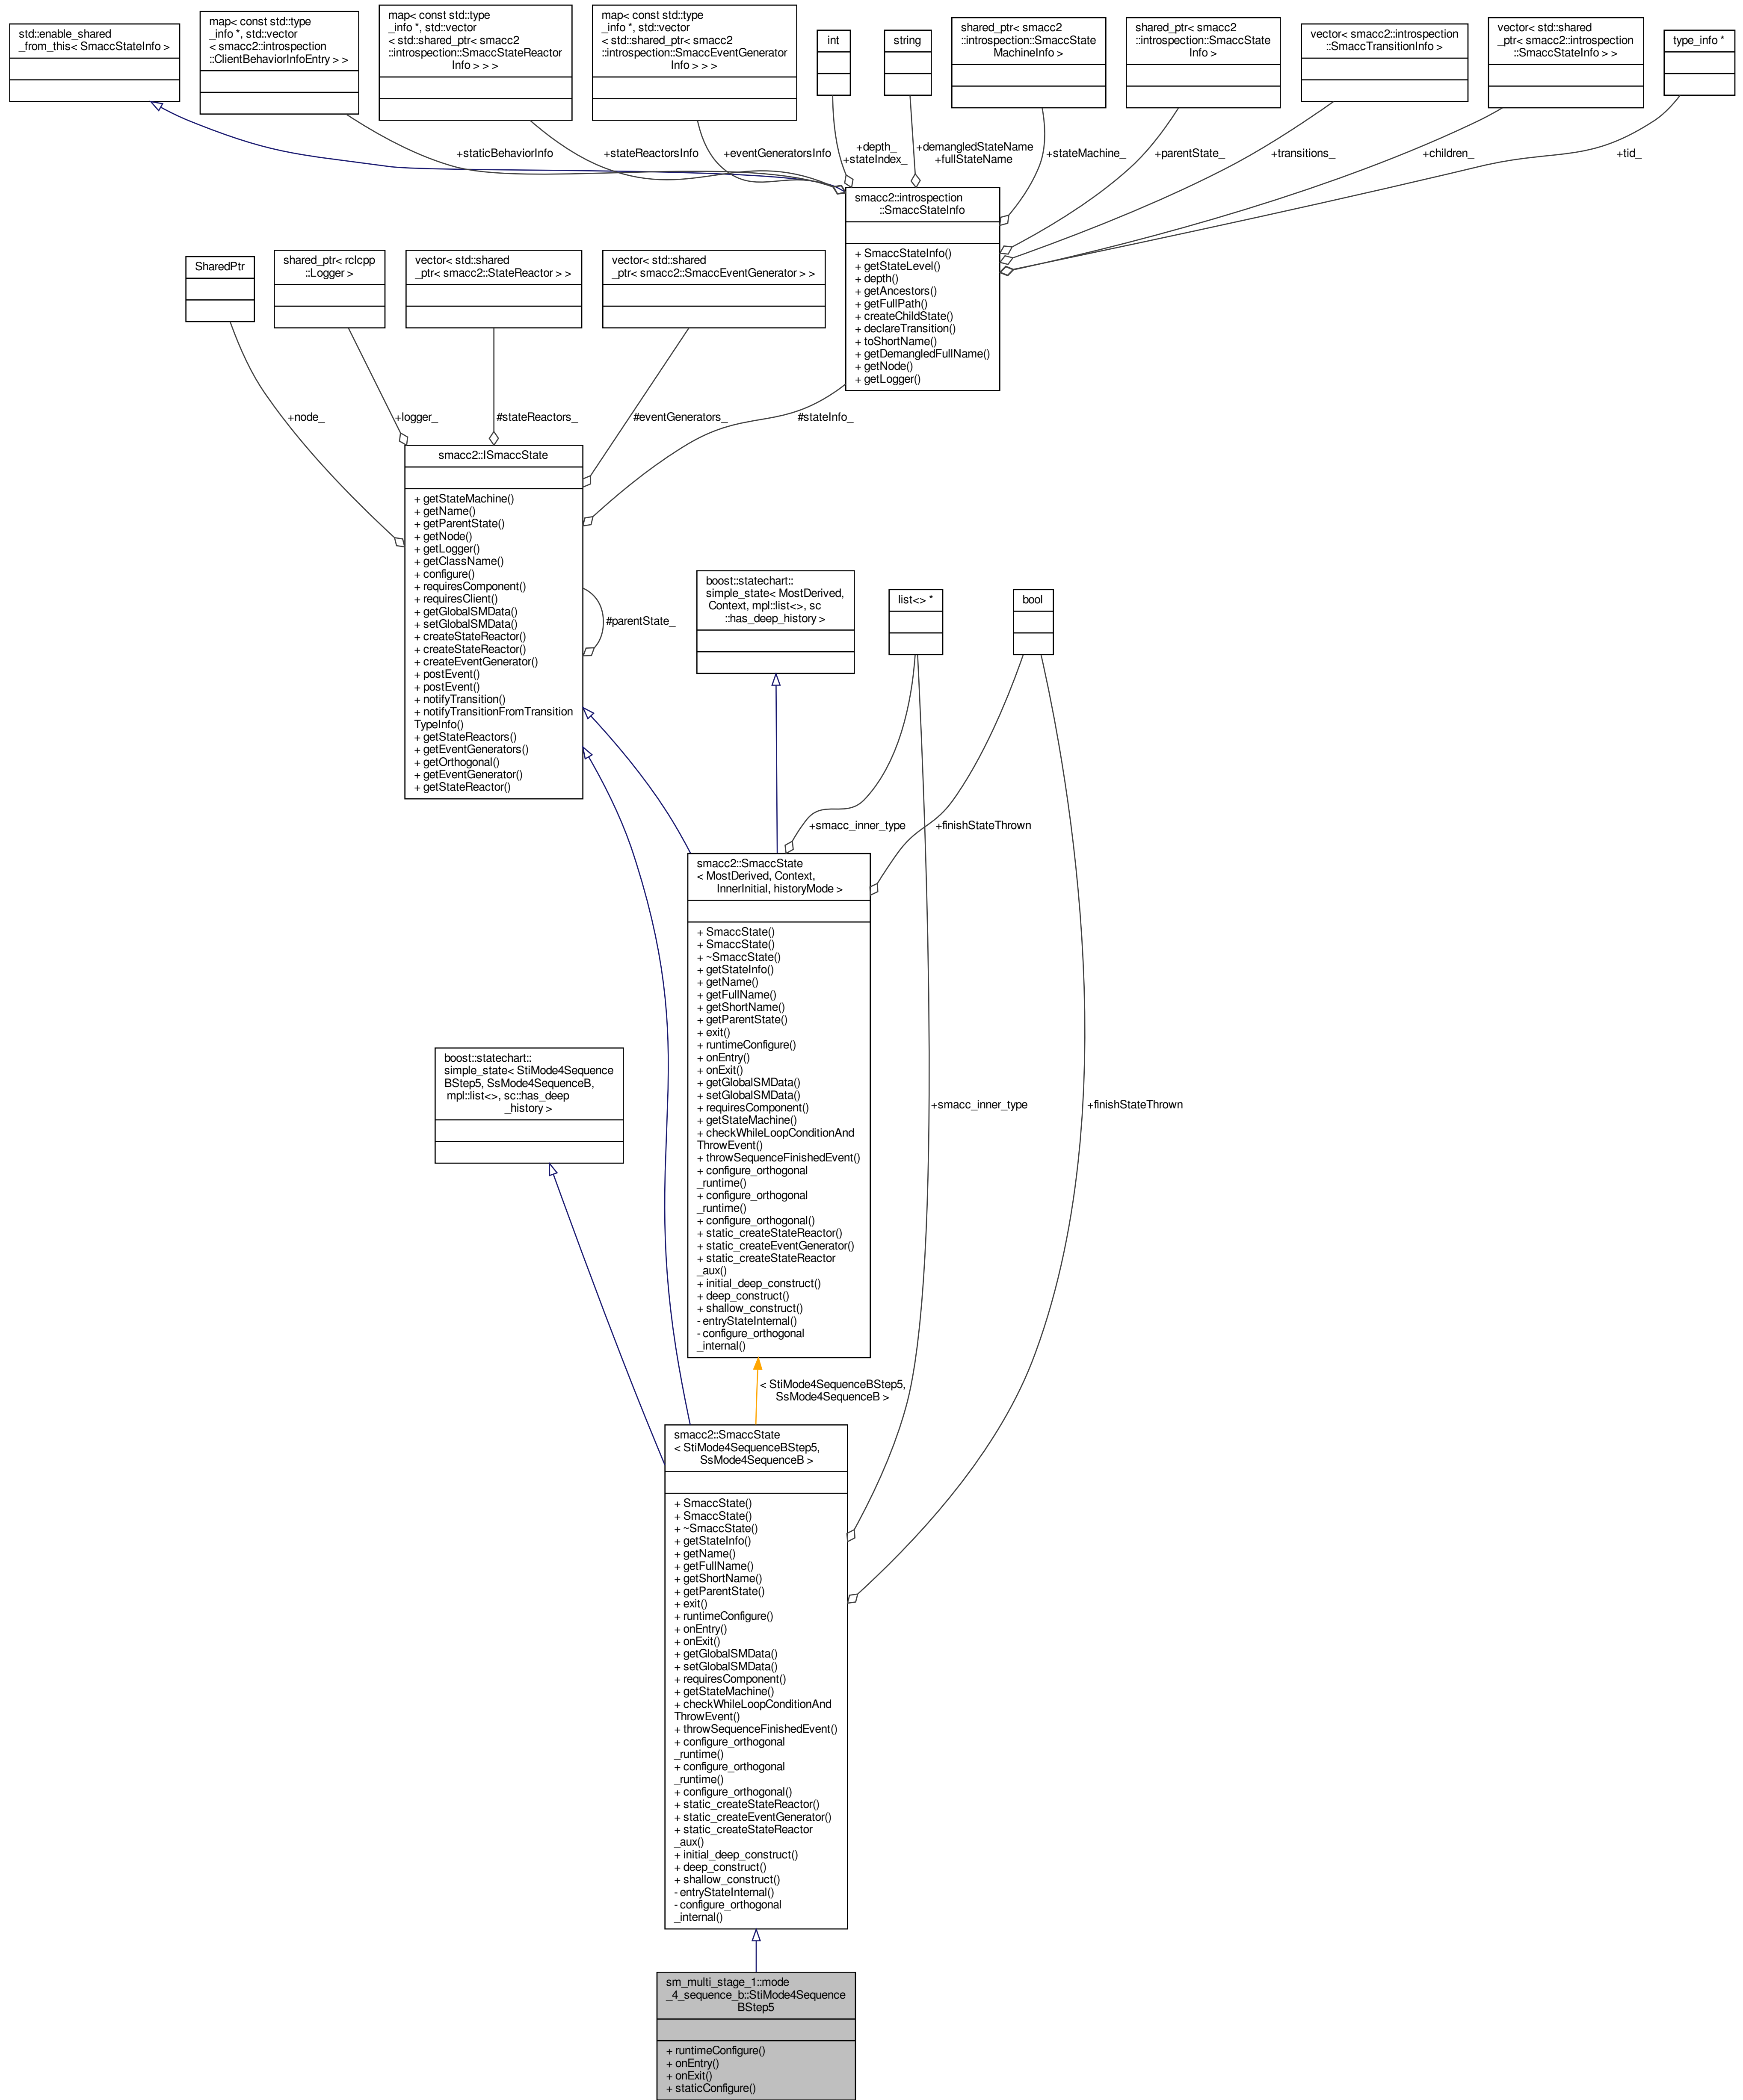 std::enable_shared
_from_this< SmaccStateInfo >
map< const std::type
_info *, std::vector
< smacc2::introspection
::ClientBehaviorInfoEntry > >
map< const std::type
_info *, std::vector
< std::shared_ptr< smacc2
::introspection::SmaccStateReactor
Info > > >
map< const std::type
_info *, std::vector
< std::shared_ptr< smacc2
::introspection::SmaccEventGenerator
Info > > >
int
string
shared_ptr< smacc2
::introspection::SmaccState
MachineInfo >
shared_ptr< smacc2
::introspection::SmaccState
Info >
vector< smacc2::introspection
::SmaccTransitionInfo >
vector< std::shared
_ptr< smacc2::introspection
::SmaccStateInfo > >
type_info *
+staticBehaviorInfo
+stateReactorsInfo
+eventGeneratorsInfo
+depth_
+stateIndex_
+demangledStateName
+fullStateName
+stateMachine_
+parentState_
+transitions_
+children_
+tid_
smacc2::introspection
::SmaccStateInfo
+ SmaccStateInfo()
+ getStateLevel()
+ depth()
+ getAncestors()
+ getFullPath()
+ createChildState()
+ declareTransition()
+ toShortName()
+ getDemangledFullName()
+ getNode()
+ getLogger()
SharedPtr
shared_ptr< rclcpp
::Logger >
vector< std::shared
_ptr< smacc2::StateReactor > >
vector< std::shared
_ptr< smacc2::SmaccEventGenerator > >
+node_
+logger_
#stateReactors_
#eventGenerators_
#stateInfo_
smacc2::ISmaccState
+ getStateMachine()
+ getName()
+ getParentState()
+ getNode()
+ getLogger()
+ getClassName()
+ configure()
+ requiresComponent()
+ requiresClient()
+ getGlobalSMData()
+ setGlobalSMData()
+ createStateReactor()
+ createStateReactor()
+ createEventGenerator()
+ postEvent()
+ postEvent()
+ notifyTransition()
+ notifyTransitionFromTransition
TypeInfo()
+ getStateReactors()
+ getEventGenerators()
+ getOrthogonal()
+ getEventGenerator()
+ getStateReactor()
#parentState_
boost::statechart::
simple_state< MostDerived,
Context, mpl::list<>, sc
::has_deep_history >
list<> *
bool
+smacc_inner_type
+finishStateThrown
smacc2::SmaccState
< MostDerived, Context,
InnerInitial, historyMode >
+ SmaccState()
+ SmaccState()
+ ~SmaccState()
+ getStateInfo()
+ getName()
+ getFullName()
+ getShortName()
+ getParentState()
+ exit()
+ runtimeConfigure()
+ onEntry()
+ onExit()
+ getGlobalSMData()
+ setGlobalSMData()
+ requiresComponent()
+ getStateMachine()
+ checkWhileLoopConditionAnd
ThrowEvent()
+ throwSequenceFinishedEvent()
+ configure_orthogonal
_runtime()
+ configure_orthogonal
_runtime()
+ configure_orthogonal()
+ static_createStateReactor()
+ static_createEventGenerator()
+ static_createStateReactor
_aux()
+ initial_deep_construct()
+ deep_construct()
+ shallow_construct()
- entryStateInternal()
- configure_orthogonal
_internal()
boost::statechart::
simple_state< StiMode4Sequence
BStep5, SsMode4SequenceB,
mpl::list<>, sc::has_deep
_history >
+smacc_inner_type
+finishStateThrown
< StiMode4SequenceBStep5,
SsMode4SequenceB >
smacc2::SmaccState
< StiMode4SequenceBStep5,
SsMode4SequenceB >
+ SmaccState()
+ SmaccState()
+ ~SmaccState()
+ getStateInfo()
+ getName()
+ getFullName()
+ getShortName()
+ getParentState()
+ exit()
+ runtimeConfigure()
+ onEntry()
+ onExit()
+ getGlobalSMData()
+ setGlobalSMData()
+ requiresComponent()
+ getStateMachine()
+ checkWhileLoopConditionAnd
ThrowEvent()
+ throwSequenceFinishedEvent()
+ configure_orthogonal
_runtime()
+ configure_orthogonal
_runtime()
+ configure_orthogonal()
+ static_createStateReactor()
+ static_createEventGenerator()
+ static_createStateReactor
_aux()
+ initial_deep_construct()
+ deep_construct()
+ shallow_construct()
- entryStateInternal()
- configure_orthogonal
_internal()
sm_multi_stage_1::mode
_4_sequence_b::StiMode4Sequence
BStep5
+ runtimeConfigure()
+ onEntry()
+ onExit()
+ staticConfigure()